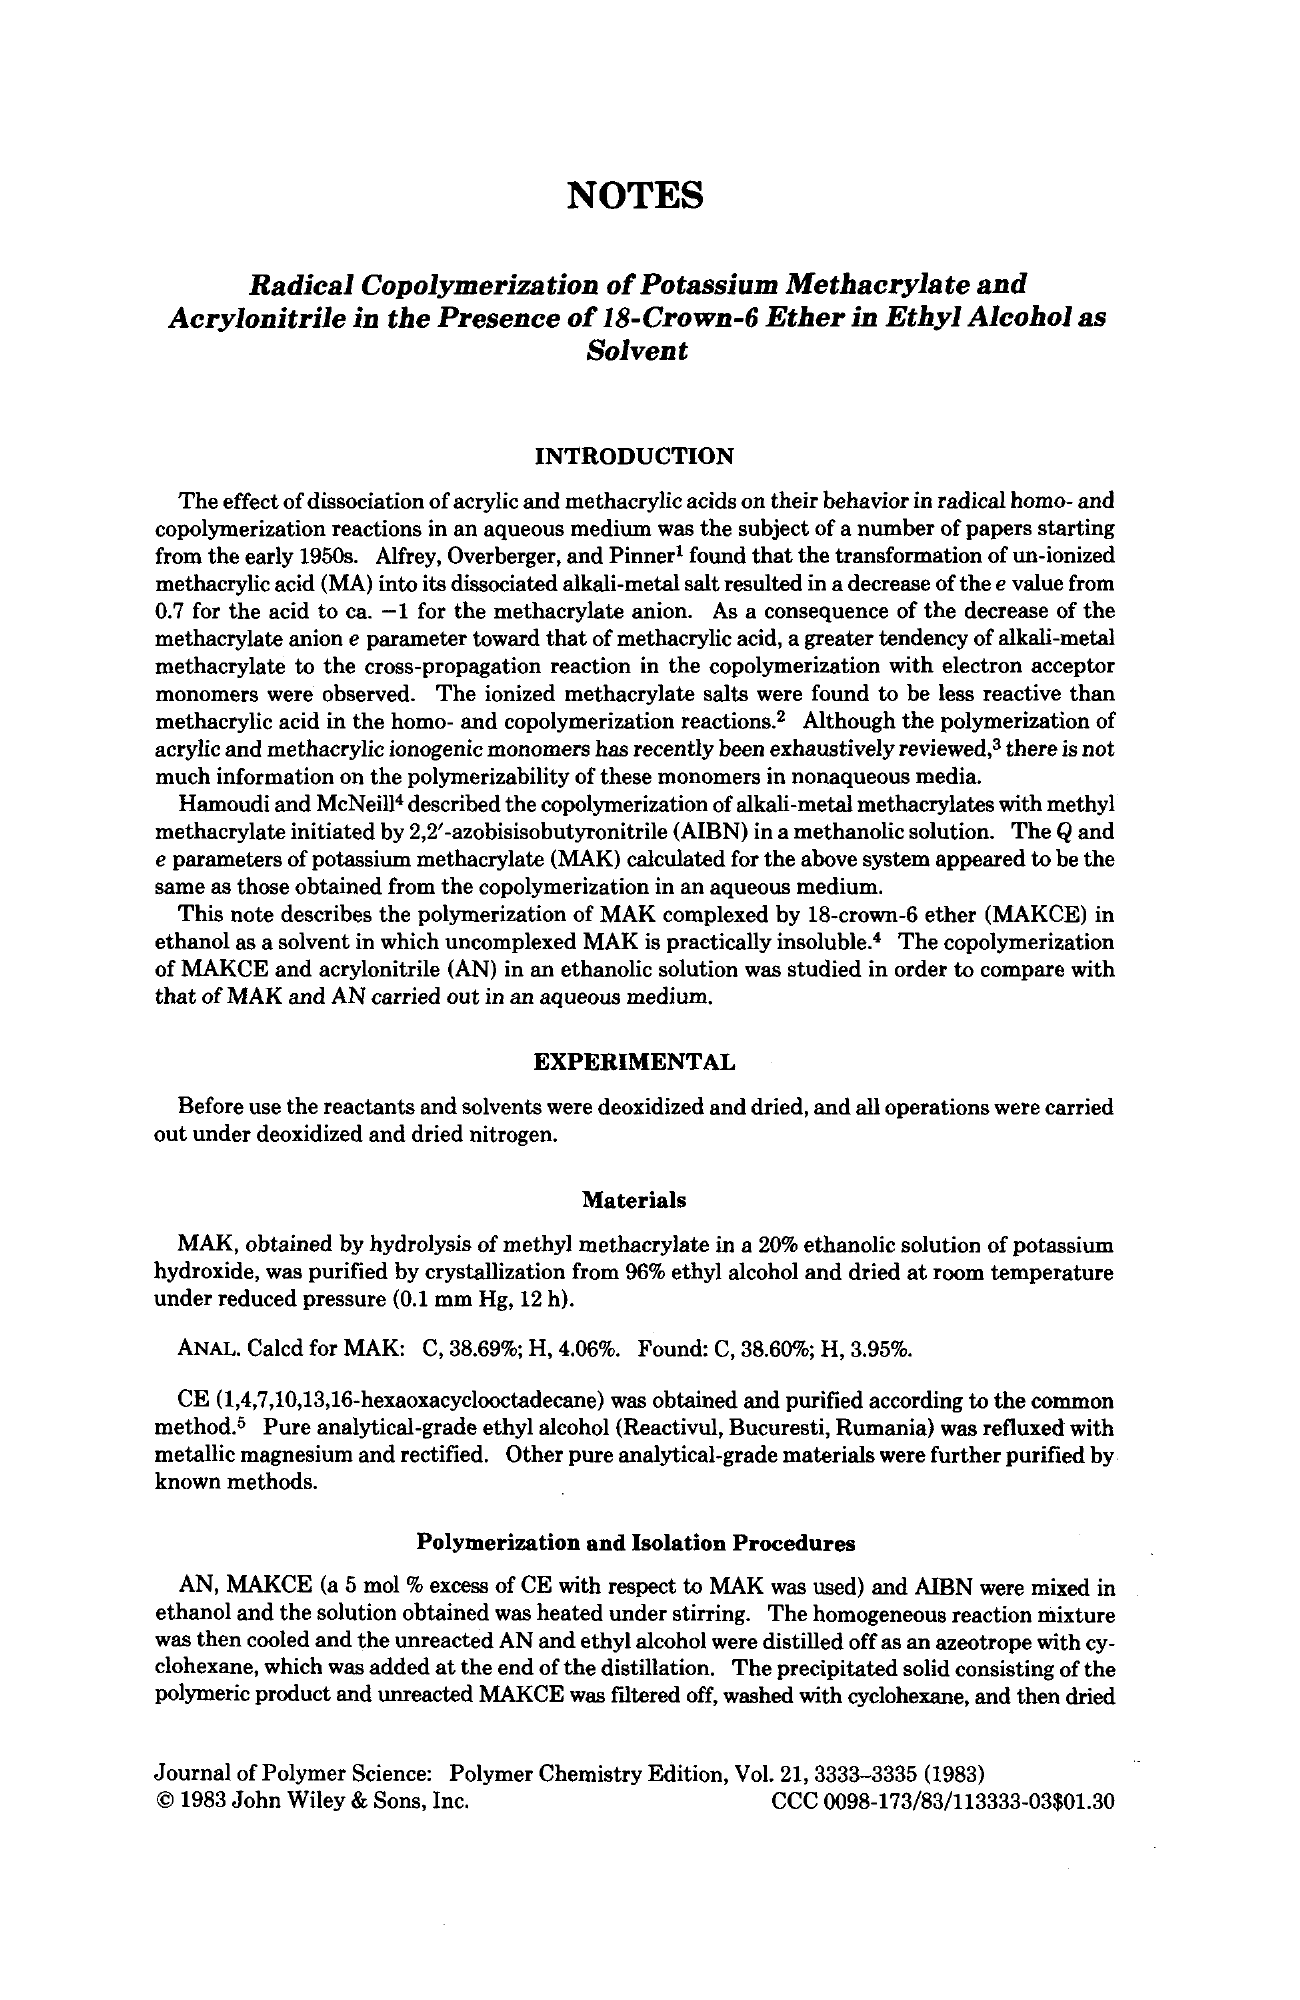 NOTES
Radical Copolymerization of Potassium Methacrylate and
Acrylonitrile in the Presence of 18-Crown-6 Ether in Ethyl Alcohol as
Solvent
INTRODUCTION
The effect of dissociation of acrylic and methacrylic acids on their behavior in radical homo- and
copolymerization reactions in an aqueous medium was the subject of a number of papers starting
from the early 1950s. Alfrey, Overberger, and Pinner¹ found that the transformation of un-ionized
methacrylic acid (MA) into its dissociated alkali-metal salt resulted in a decrease of the e value from
0.7 for the acid to ca. −1 for the methacrylate anion. As a consequence of the decrease of the
methacrylate anion e parameter toward that of methacrylic acid, a greater tendency of alkali-metal
methacrylate to the cross-propagation reaction in the copolymerization with electron acceptor
monomers were observed. The ionized methacrylate salts were found to be less reactive than
methacrylic acid in the homo- and copolymerization reactions.² Although the polymerization of
acrylic and methacrylic ionogenic monomers has recently been exhaustively reviewed,³ there is not
much information on the polymerizability of these monomers in nonaqueous media.
Hamoudi and McNeill⁴ described the copolymerization of alkali-metal methacrylates with methyl
methacrylate initiated by 2,2′-azobisisobutyronitrile (AIBN) in a methanolic solution. The Q and
e parameters of potassium methacrylate (MAK) calculated for the above system appeared to be the
same as those obtained from the copolymerization in an aqueous medium.
This note describes the polymerization of MAK complexed by 18-crown-6 ether (MAKCE) in
ethanol as a solvent in which uncomplexed MAK is practically insoluble.⁴ The copolymerization
of MAKCE and acrylonitrile (AN) in an ethanolic solution was studied in order to compare with
that of MAK and AN carried out in an aqueous medium.
EXPERIMENTAL
Before use the reactants and solvents were deoxidized and dried, and all operations were carried
out under deoxidized and dried nitrogen.
Materials
MAK, obtained by hydrolysis of methyl methacrylate in a 20% ethanolic solution of potassium
hydroxide, was purified by crystallization from 96% ethyl alcohol and dried at room temperature
under reduced pressure (0.1 mm Hg, 12 h).
ANAL. Calcd for MAK: C, 38.69%; H, 4.06%. Found: C, 38.60%; H, 3.95%.
CE (1,4,7,10,13,16-hexaoxacyclooctadecane) was obtained and purified according to the common
method.⁵ Pure analytical-grade ethyl alcohol (Reactivul, Bucuresti, Rumania) was refluxed with
metallic magnesium and rectified. Other pure analytical-grade materials were further purified by
known methods.
Polymerization and Isolation Procedures
AN, MAKCE (a 5 mol % excess of CE with respect to MAK was used) and AIBN were mixed in
ethanol and the solution obtained was heated under stirring. The homogeneous reaction mixture
was then cooled and the unreacted AN and ethyl alcohol were distilled off as an azeotrope with cy-
clohexane, which was added at the end of the distillation. The precipitated solid consisting of the
polymeric product and unreacted MAKCE was filtered off, washed with cyclohexane, and then dried
Journal of Polymer Science: Polymer Chemistry Edition, Vol. 21, 3333–3335 (1983)
© 1983 John Wiley & Sons, Inc. CCC 0098-173/83/113333-03$01.30